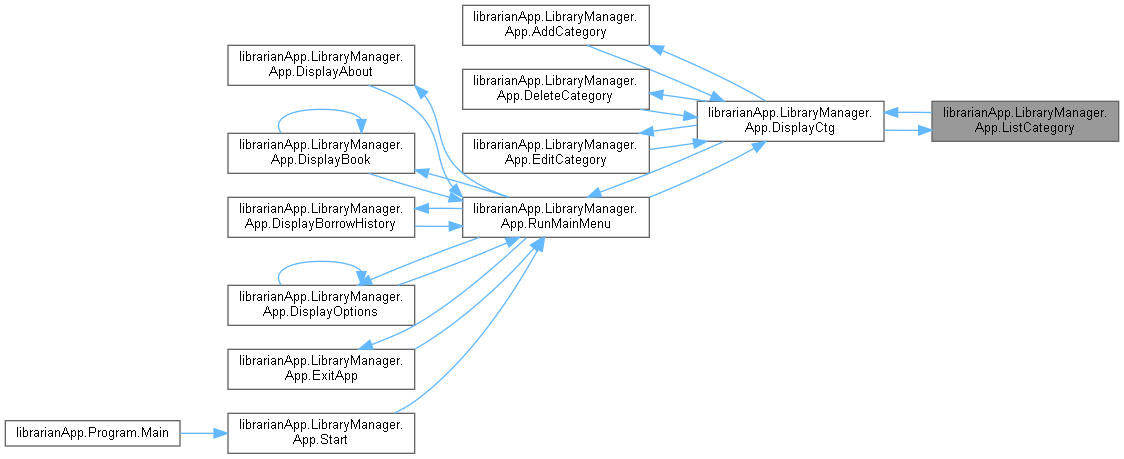 librarianApp.LibraryManager.
App.AddCategory
librarianApp.LibraryManager.
App.DisplayAbout
librarianApp.LibraryManager.
App.DeleteCategory
librarianApp.LibraryManager.
App.DisplayCtg
librarianApp.LibraryManager.
App.ListCategory
librarianApp.LibraryManager.
App.DisplayBook
librarianApp.LibraryManager.
App.EditCategory
librarianApp.LibraryManager.
App.DisplayBorrowHistory
librarianApp.LibraryManager.
App.RunMainMenu
librarianApp.LibraryManager.
App.DisplayOptions
librarianApp.LibraryManager.
App.ExitApp
librarianApp.Program.Main
librarianApp.LibraryManager.
App.Start